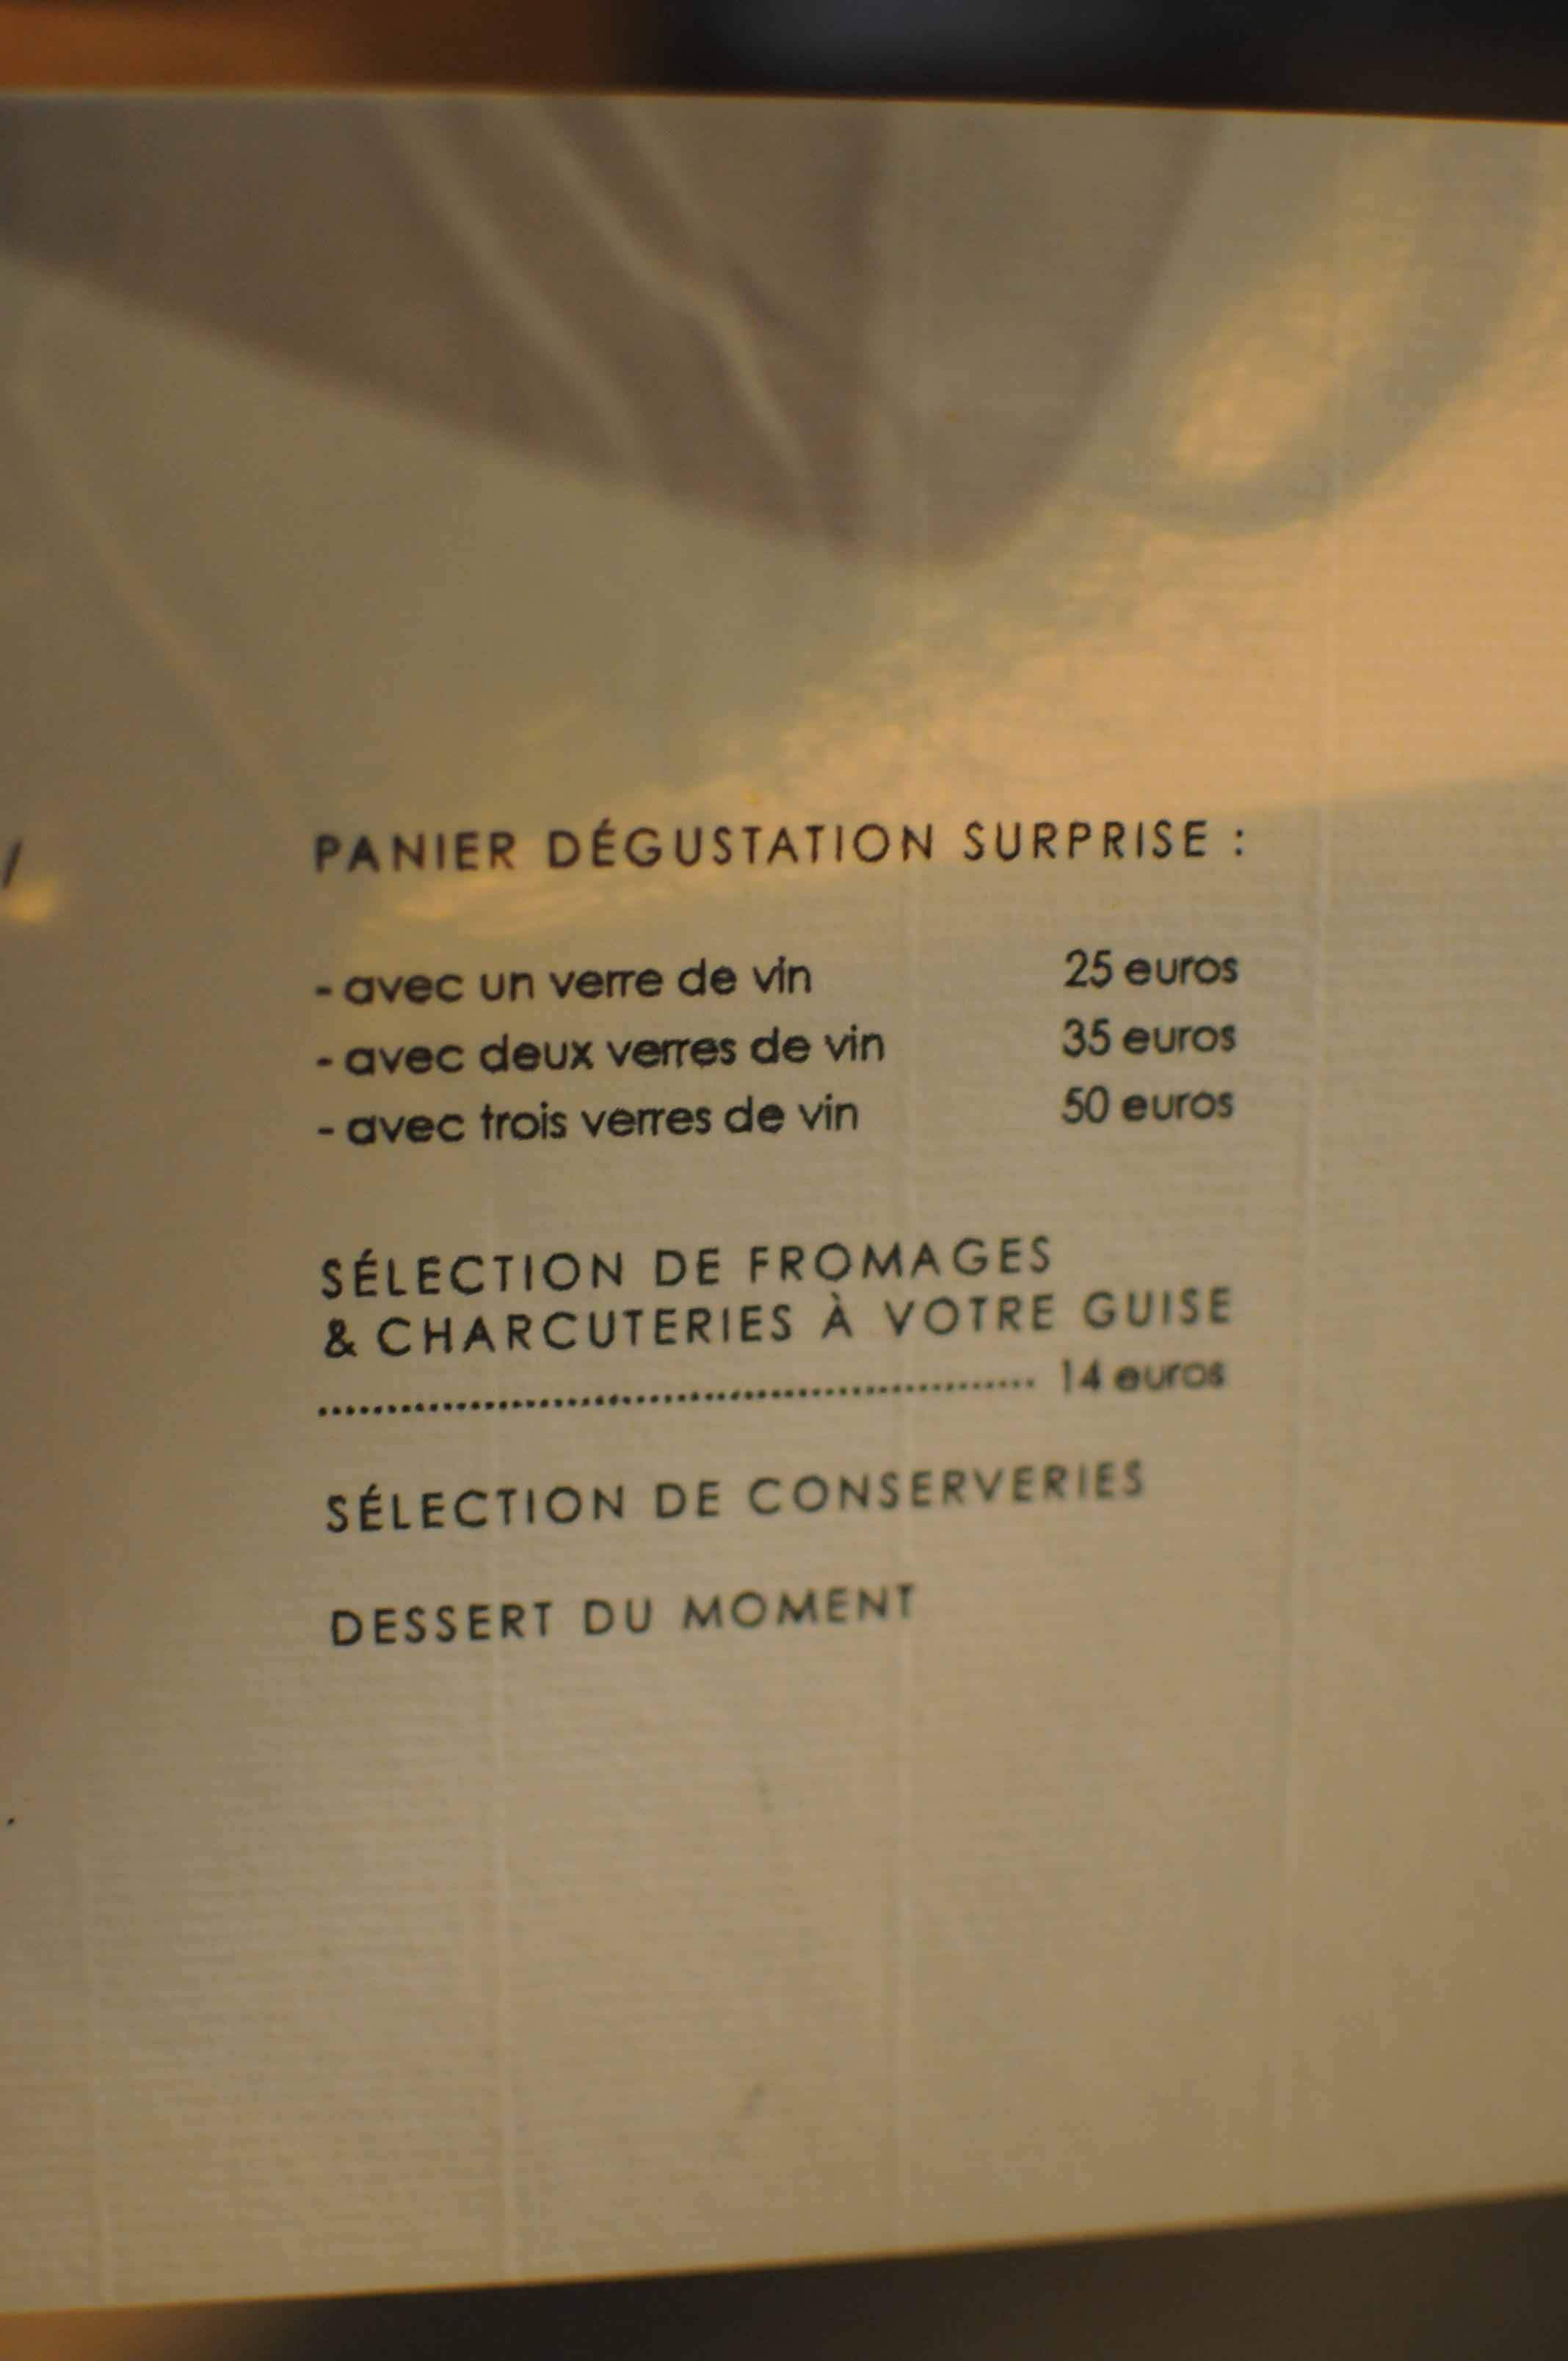 PANIER DÉGUSTATION SURPRISE :
- avec un verre de vin 25 euros
- avec deux verres de vin 35 euros
- avec trois verres de vin 50 euros
SÉLECTION DE FROMAGES
& CHARCUTERIES À VOTRE GUISE
........................................................ 14 euros
SÉLECTION DE CONSERVERIES
DESSERT DU MOMENT